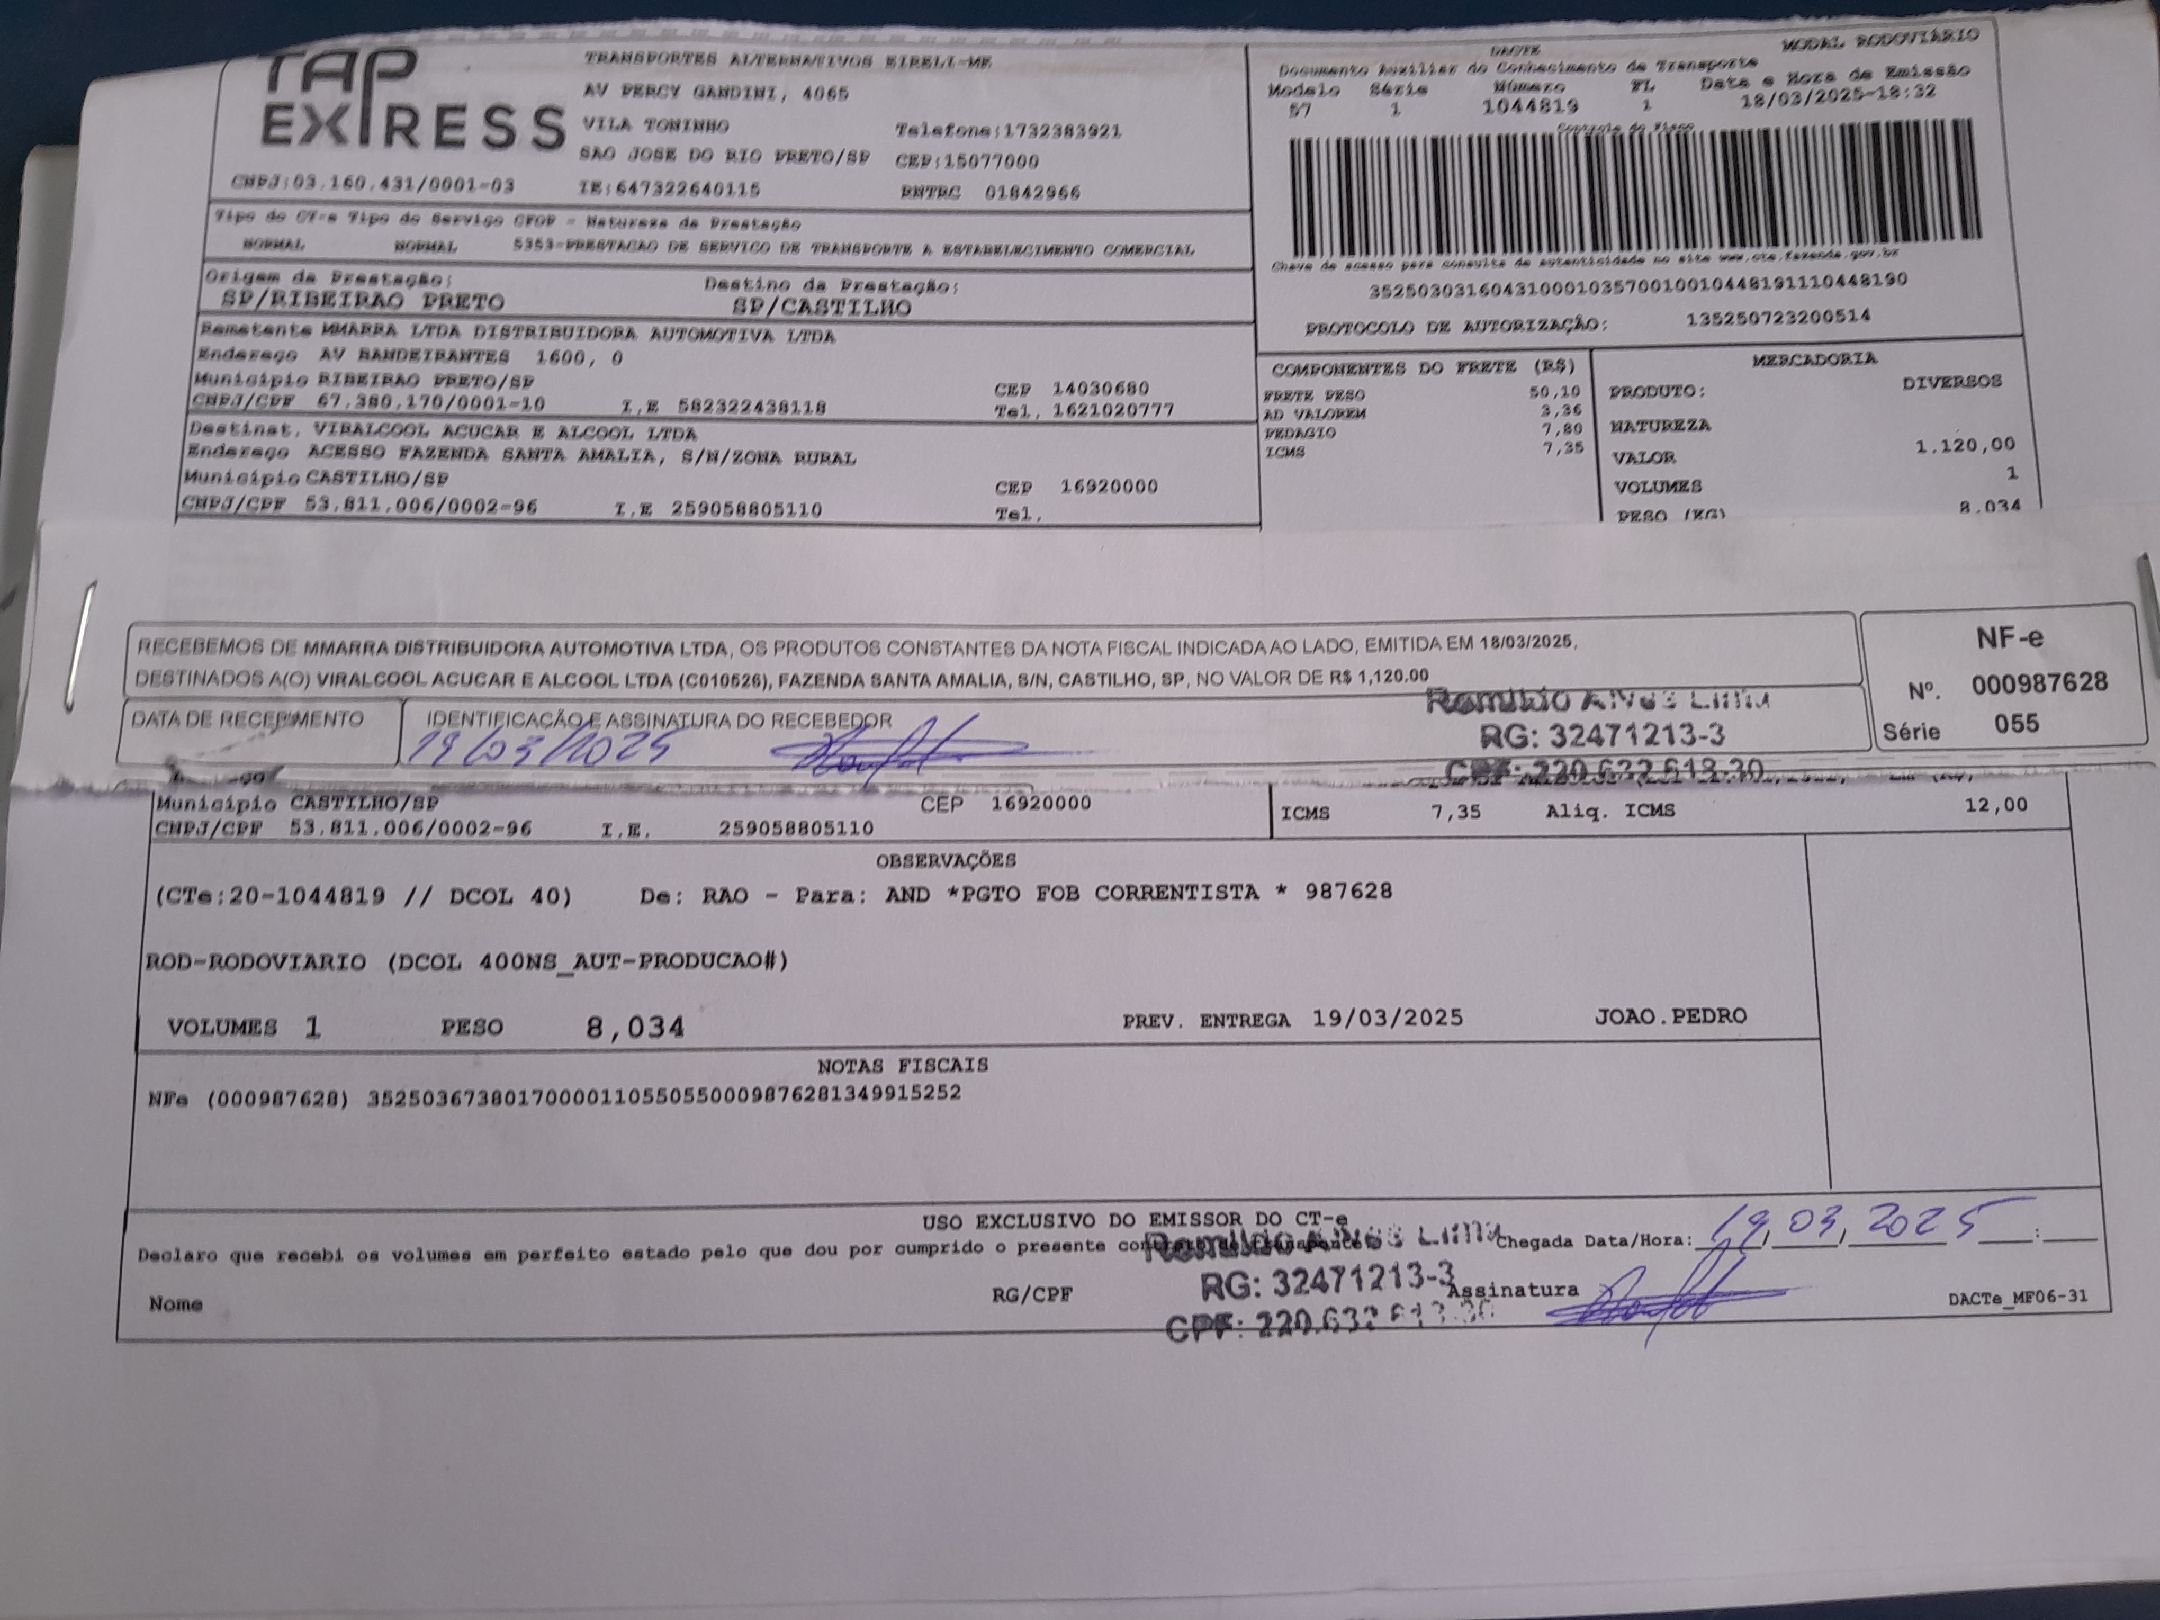 TAP EXPRESS
TRANSPORTES ALTERNATIVOS EIRELI-ME
AV PERCY GANDINI, 4065
VILA TONINHO Telefone:1732383921
SAO JOSE DO RIO PRETO/SP CEP:15077000
CNPJ:03.160.431/0001-03 IE:647322640115 RNTRC 01842966
DACTE MODAL RODOVIÁRIO
Documento Auxiliar do Conhecimento de Transporte
Modelo Série Número FL Data e Hora de Emissão
57 1 1044819 1 18/03/2025-18:32
Controle do Fisco
Chave de acesso para consulta de autenticidade no site www.cte.fazenda.gov.br
35250303160431000103570010010448191110448190
PROTOCOLO DE AUTORIZAÇÃO: 135250723200514
Tipo do CT-e Tipo do Serviço CFOP - Natureza da Prestação
NORMAL NORMAL 5353-PRESTACAO DE SERVICO DE TRANSPORTE A ESTABELECIMENTO COMERCIAL
Origem da Prestação: Destino da Prestação:
SP/RIBEIRAO PRETO SP/CASTILHO
Remetente MMARRA LTDA DISTRIBUIDORA AUTOMOTIVA LTDA
Endereço AV BANDEIRANTES 1600, 0
Município RIBEIRAO PRETO/SP CEP 14030680
CNPJ/CPF 67.380.170/0001-10 I.E 582322438118 Tel. 1621020777
Destinat. VIRALCOOL ACUCAR E ALCOOL LTDA
Endereço ACESSO FAZENDA SANTA AMALIA, S/N/ZONA RURAL
Município CASTILHO/SP CEP 16920000
CNPJ/CPF 53.811.006/0002-96 I.E 259058805110 Tel.
COMPONENTES DO FRETE (R$)
FRETE PESO 50,10
AD VALOREM 3,36
PEDAGIO 7,80
ICMS 7,35
MERCADORIA
PRODUTO: DIVERSOS
NATUREZA
VALOR 1.120,00
VOLUMES 1
PESO (KG) 8.034
RECEBEMOS DE MMARRA DISTRIBUIDORA AUTOMOTIVA LTDA, OS PRODUTOS CONSTANTES DA NOTA FISCAL INDICADA AO LADO, EMITIDA EM 18/03/2025,
DESTINADOS A(O) VIRALCOOL ACUCAR E ALCOOL LTDA (C010526), FAZENDA SANTA AMALIA, S/N, CASTILHO, SP, NO VALOR DE R$ 1,120.00
NF-e
Nº. 000987628
Série 055
DATA DE RECEBIMENTO IDENTIFICAÇÃO E ASSINATURA DO RECEBEDOR
19/03/2025
Alves Lima
RG: 32471213-3
CPF: 220.632.618.30
Município CASTILHO/SP CEP 16920000
CNPJ/CPF 53.811.006/0002-96 I.E. 259058805110
ICMS 7,35 Aliq. ICMS 12,00
OBSERVAÇÕES
(CTe:20-1044819 // DCOL 40) De: RAO - Para: AND *PGTO FOB CORRENTISTA * 987628
ROD-RODOVIARIO (DCOL 400NS_AUT-PRODUCAO#)
VOLUMES 1 PESO 8,034 PREV. ENTREGA 19/03/2025 JOAO.PEDRO
NOTAS FISCAIS
NFe (000987628) 35250367380170000110550550009876281349915252
USO EXCLUSIVO DO EMISSOR DO CT-e
Declaro que recebi os volumes em perfeito estado pelo que dou por cumprido o presente Chegada Data/Hora: 19/03/2025 :
Alves Lima
RG: 32471213-3
Nome RG/CPF Assinatura DACTe_MF06-31
CPF: 220.632